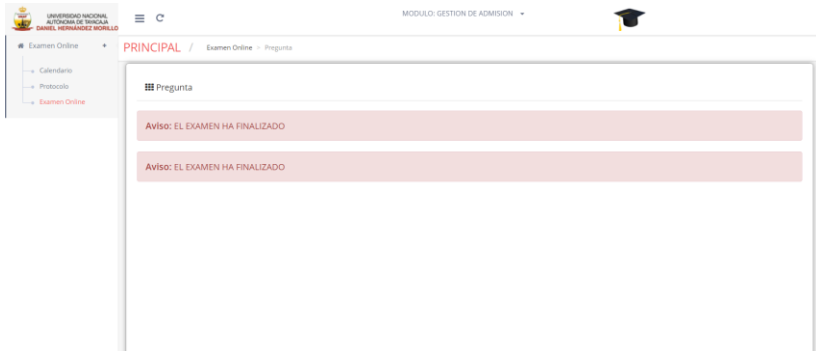 UNIVERSIDAD NACIONAL
AUTÓNOMA DE TAYACAJA
DANIEL HERNÁNDEZ MORILLO
MODULO: GESTION DE ADMISION
Examen Online +
Calendario
Protocolo
Examen Online
PRINCIPAL / Examen Online > Pregunta
Pregunta
Aviso: EL EXAMEN HA FINALIZADO
Aviso: EL EXAMEN HA FINALIZADO